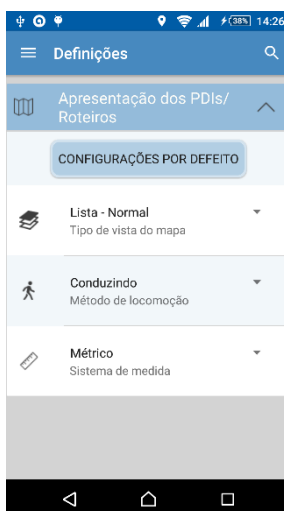 38% 14:26
Definições
Apresentação dos PDIs/
Roteiros
CONFIGURAÇÕES POR DEFEITO
Lista - Normal
Tipo de vista do mapa
Conduzindo
Método de locomoção
Métrico
Sistema de medida